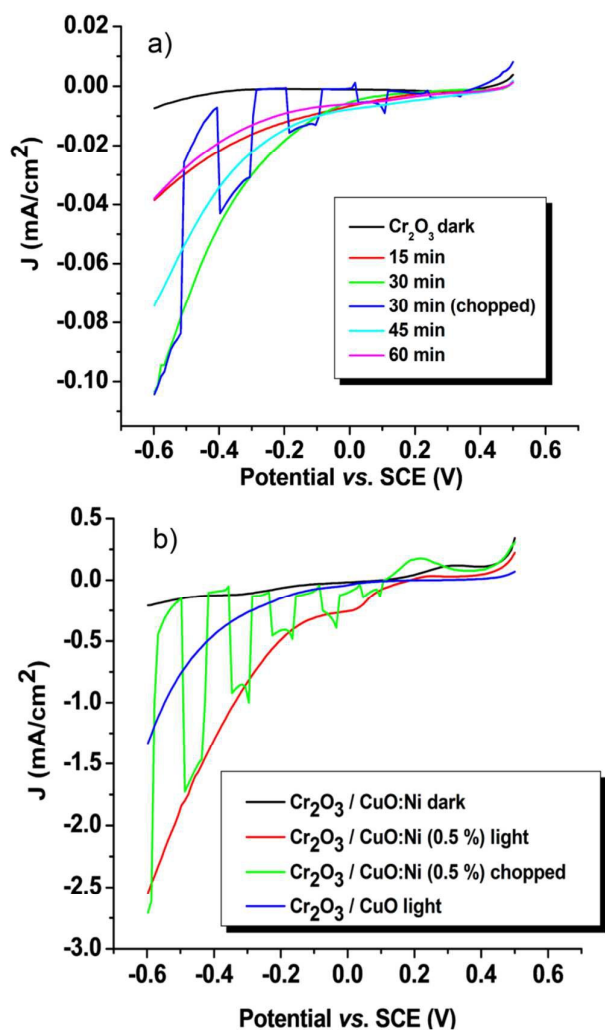 a)
0.02
0.00
-0.02
-0.04
-0.06
-0.08
-0.10
J (mA/cm²)
Cr₂O₃ dark
15 min
30 min
30 min (chopped)
45 min
60 min
-0.6 -0.4 -0.2 0.0 0.2 0.4 0.6
Potential vs. SCE (V)
b)
0.5
0.0
-0.5
-1.0
-1.5
-2.0
-2.5
-3.0
J (mA/cm²)
Cr₂O₃ / CuO:Ni dark
Cr₂O₃ / CuO:Ni (0.5 %) light
Cr₂O₃ / CuO:Ni (0.5 %) chopped
Cr₂O₃ / CuO light
-0.6 -0.4 -0.2 0.0 0.2 0.4 0.6
Potential vs. SCE (V)